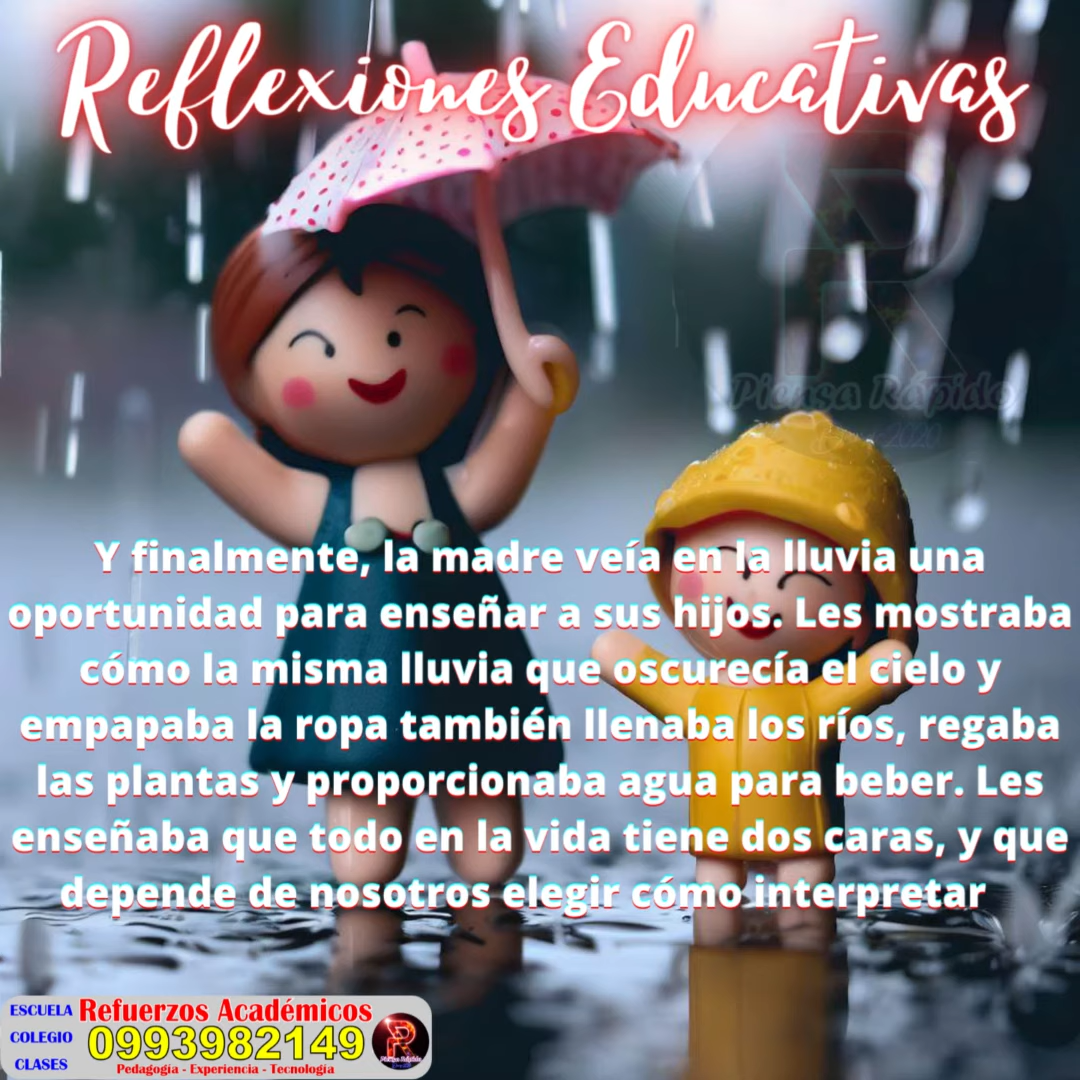 Reflexiones Educativas
Piensa Rápido
Y finalmente, la madre veía en la lluvia una
oportunidad para enseñar a sus hijos. Les mostraba
cómo la misma lluvia que oscurecía el cielo y
empapaba la ropa también llenaba los ríos, regaba
las plantas y proporcionaba agua para beber. Les
enseñaba que todo en la vida tiene dos caras, y que
depende de nosotros elegir cómo interpretar
ESCUELA
COLEGIO
CLASES
Refuerzos Académicos
0993982149
Pedagogía - Experiencia - Tecnología
Piensa Rápido